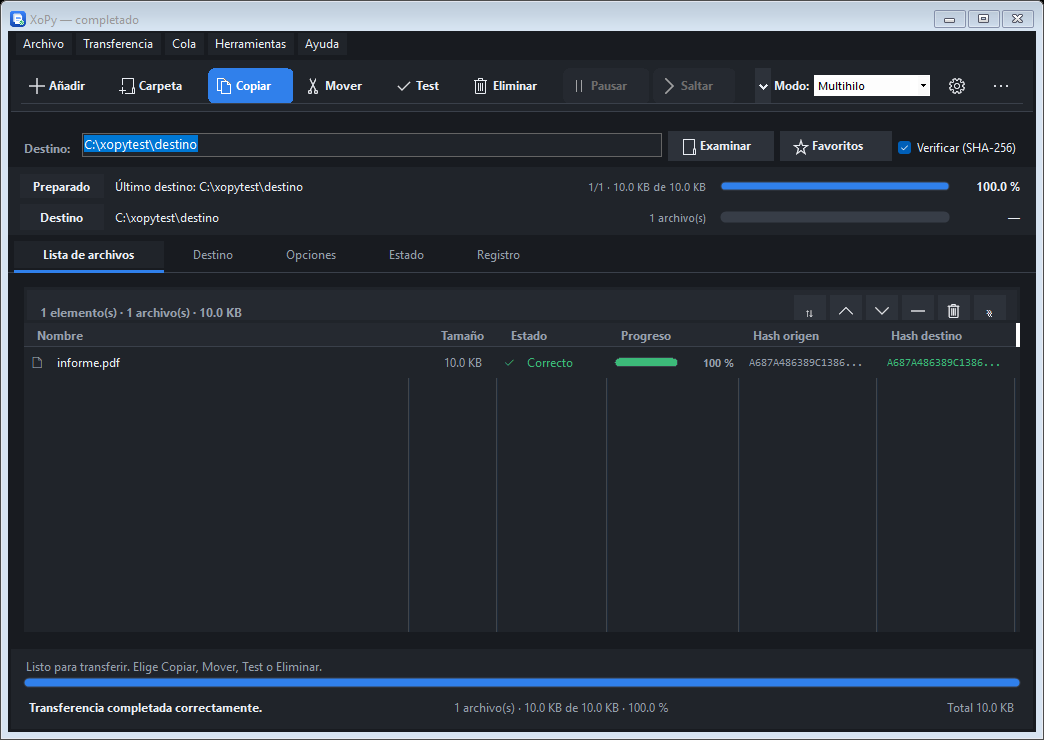 XoPy — completado
Archivo Transferencia Cola Herramientas Ayuda
Añadir Carpeta Copiar Mover Test Eliminar Pausar Saltar Modo: Multihilo ...
Destino: C:\xopytest\destino Examinar Favoritos Verificar (SHA-256)
Preparado Último destino: C:\xopytest\destino 1/1 · 10.0 KB de 10.0 KB 100.0 %
Destino C:\xopytest\destino 1 archivo(s) —
Lista de archivos Destino Opciones Estado Registro
1 elemento(s) · 1 archivo(s) · 10.0 KB
Nombre Tamaño Estado Progreso Hash origen Hash destino
informe.pdf 10.0 KB Correcto 100 % A687A486389C1386... A687A486389C1386...
Listo para transferir. Elige Copiar, Mover, Test o Eliminar.
Transferencia completada correctamente. 1 archivo(s) · 10.0 KB de 10.0 KB · 100.0 % Total 10.0 KB